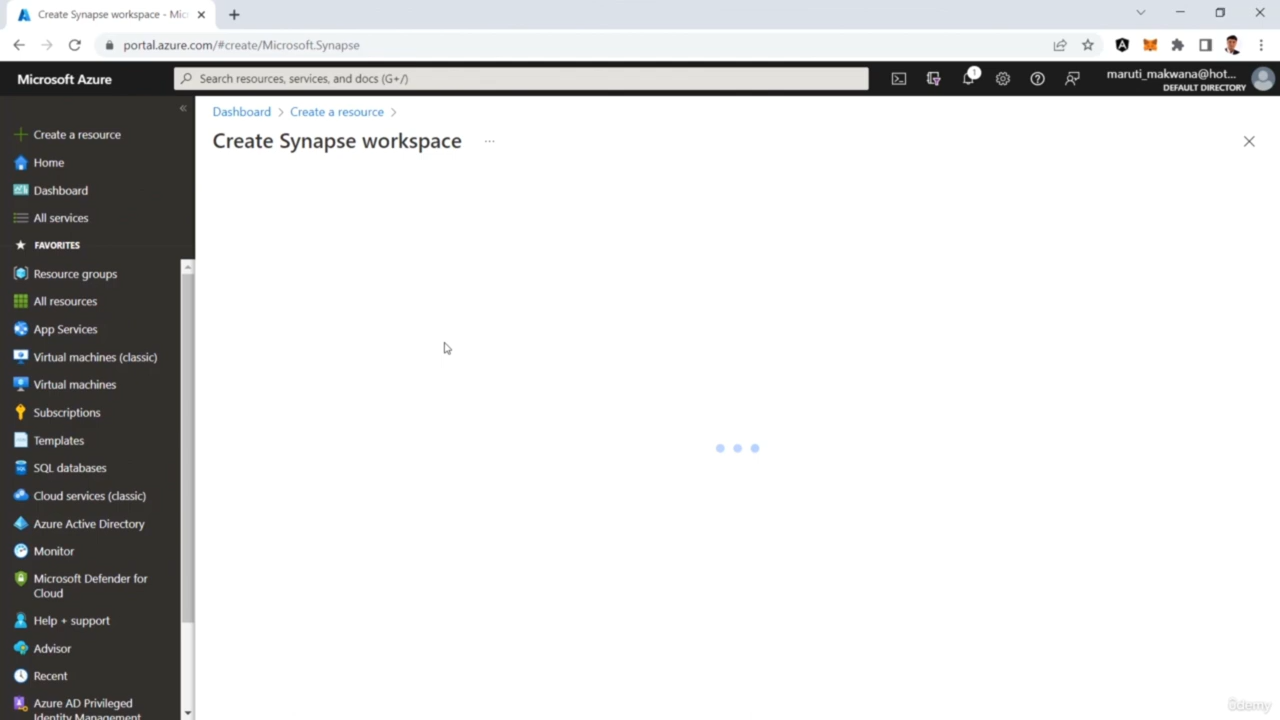 Create Synapse workspace - Mic
portal.azure.com/#create/Microsoft.Synapse
Microsoft Azure
Search resources, services, and docs (G+/)
1
maruti_makwana@hot...
DEFAULT DIRECTORY
Dashboard > Create a resource >
Create Synapse workspace ...
Create a resource
Home
Dashboard
All services
FAVORITES
Resource groups
All resources
App Services
Virtual machines (classic)
Virtual machines
Subscriptions
Templates
SQL databases
Cloud services (classic)
Azure Active Directory
Monitor
Microsoft Defender for
Cloud
Help + support
Advisor
Recent
Azure AD Privileged
Identity Management
ûdemy